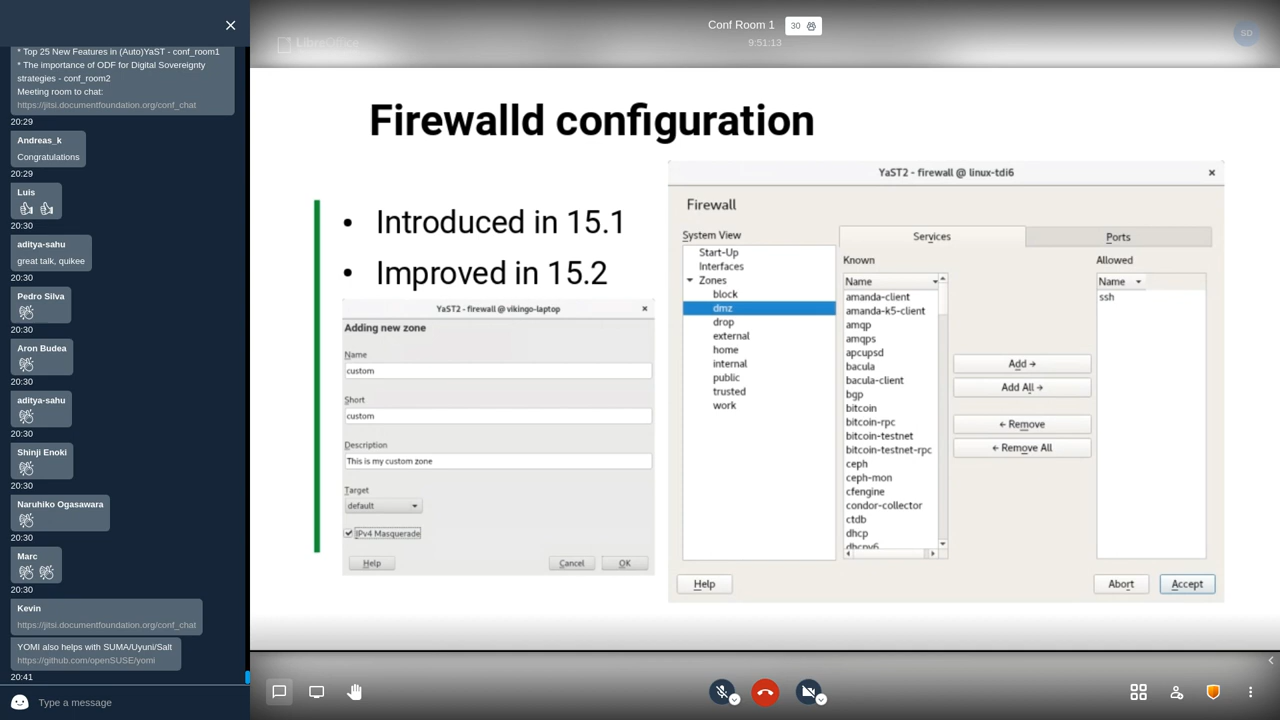 * Top 25 New Features in (Auto)YaST - conf_room1
* The importance of ODF for Digital Sovereignty
strategies - conf_room2
Meeting room to chat:
https://jitsi.documentfoundation.org/conf_chat
20:29
Andreas_k
Congratulations
20:29
Luis
20:30
aditya-sahu
great talk, quikee
20:30
Pedro Silva
20:30
Aron Budea
20:30
aditya-sahu
20:30
Shinji Enoki
20:30
Naruhiko Ogasawara
20:30
Marc
20:30
Kevin
https://jitsi.documentfoundation.org/conf_chat
YOMI also helps with SUMA/Uyuni/Salt
https://github.com/openSUSE/yomi
20:41
Type a message
LibreOffice
Conf Room 1
30
9:51:13
SD
Firewalld configuration
• Introduced in 15.1
• Improved in 15.2
YaST2 - firewall @ vikingo-laptop
Adding new zone
Name
custom
Short
custom
Description
This is my custom zone
Target
default
IPv4 Masquerade
Help
Cancel
OK
YaST2 - firewall @ linux-tdi6
Firewall
System View
Start-Up
Interfaces
Zones
block
dmz
drop
external
home
internal
public
trusted
work
Services
Ports
Known
Name
amanda-client
amanda-k5-client
amqp
amqps
apcupsd
bacula
bacula-client
bgp
bitcoin
bitcoin-rpc
bitcoin-testnet
bitcoin-testnet-rpc
ceph
ceph-mon
cfengine
condor-collector
ctdb
dhcp
dhcpv6
Add →
Add All →
← Remove
← Remove All
Allowed
Name
ssh
Help
Abort
Accept